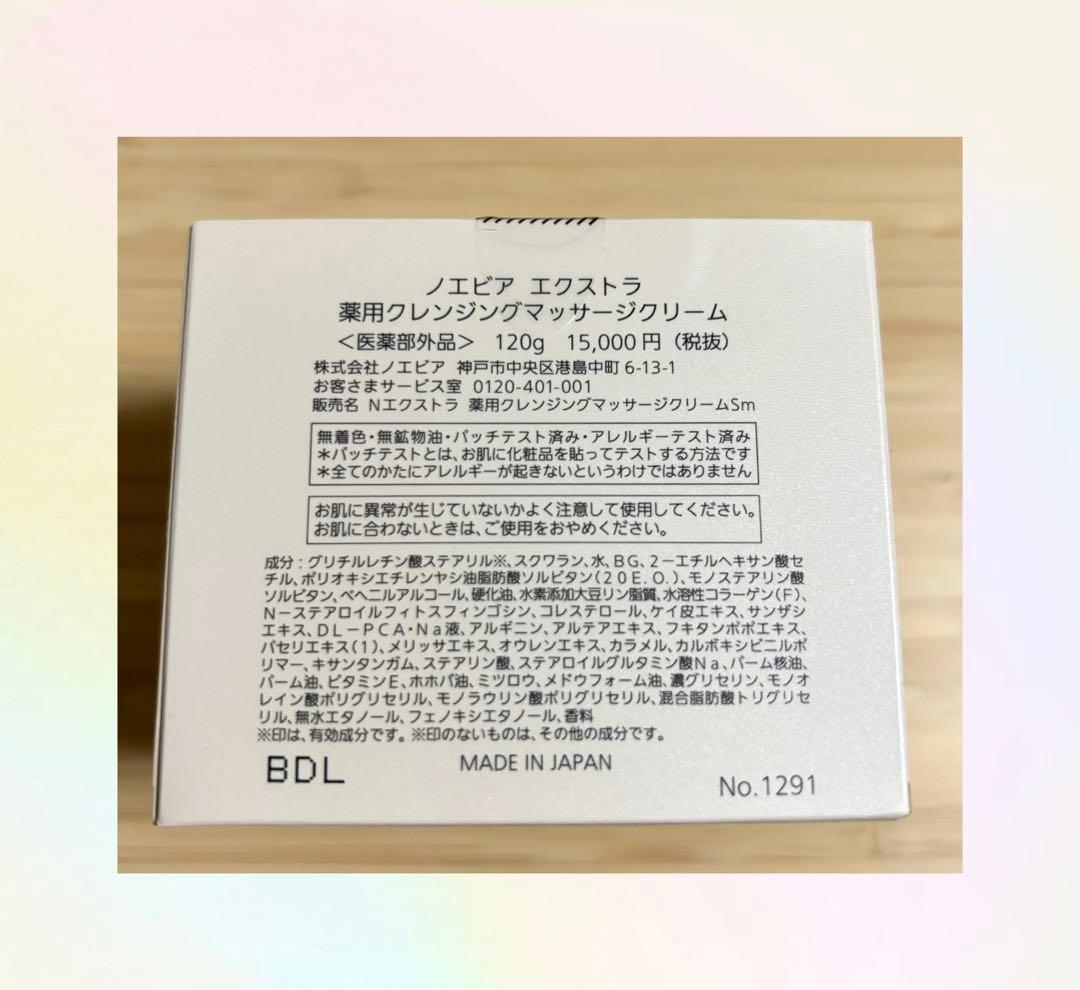 ノエビア エクストラ
薬用クレンジングマッサージクリーム
＜医薬部外品＞ 120g 15,000円（税抜）
株式会社ノエビア 神戸市中央区港島中町6-13-1
お客さまサービス室 0120-401-001
販売名 Nエクストラ 薬用クレンジングマッサージクリームSm
無着色・無鉱物油・パッチテスト済み・アレルギーテスト済み
＊パッチテストとは、お肌に化粧品を貼ってテストする方法です
＊全てのかたにアレルギーが起きないというわけではありません
お肌に異常が生じていないかよく注意して使用してください。
お肌に合わないときは、ご使用をおやめください。
成分：グリチルレチン酸ステアリル※、スクワラン、水、BG、2－エチルヘキサン酸セ
チル、ポリオキシエチレンヤシ油脂肪酸ソルビタン（20E.O.）、モノステアリン酸
ソルビタン、ベヘニルアルコール、硬化油、水素添加大豆リン脂質、水溶性コラーゲン（F）、
N－ステアロイルフィトスフィンゴシン、コレステロール、ケイ皮エキス、サンザシ
エキス、DL－PCA・Na液、アルギニン、アルテアエキス、フキタンポポエキス、
パセリエキス（1）、メリッサエキス、オウレンエキス、カラメル、カルボキシビニルポ
リマー、キサンタンガム、ステアリン酸、ステアロイルグルタミン酸Na、パーム核油、
パーム油、ビタミンE、ホホバ油、ミツロウ、メドウフォーム油、濃グリセリン、モノオ
レイン酸ポリグリセリル、モノラウリン酸ポリグリセリル、混合脂肪酸トリグリセ
リル、無水エタノール、フェノキシエタノール、香料
※印は、有効成分です。※印のないものは、その他の成分です。
BDL
MADE IN JAPAN
No.1291